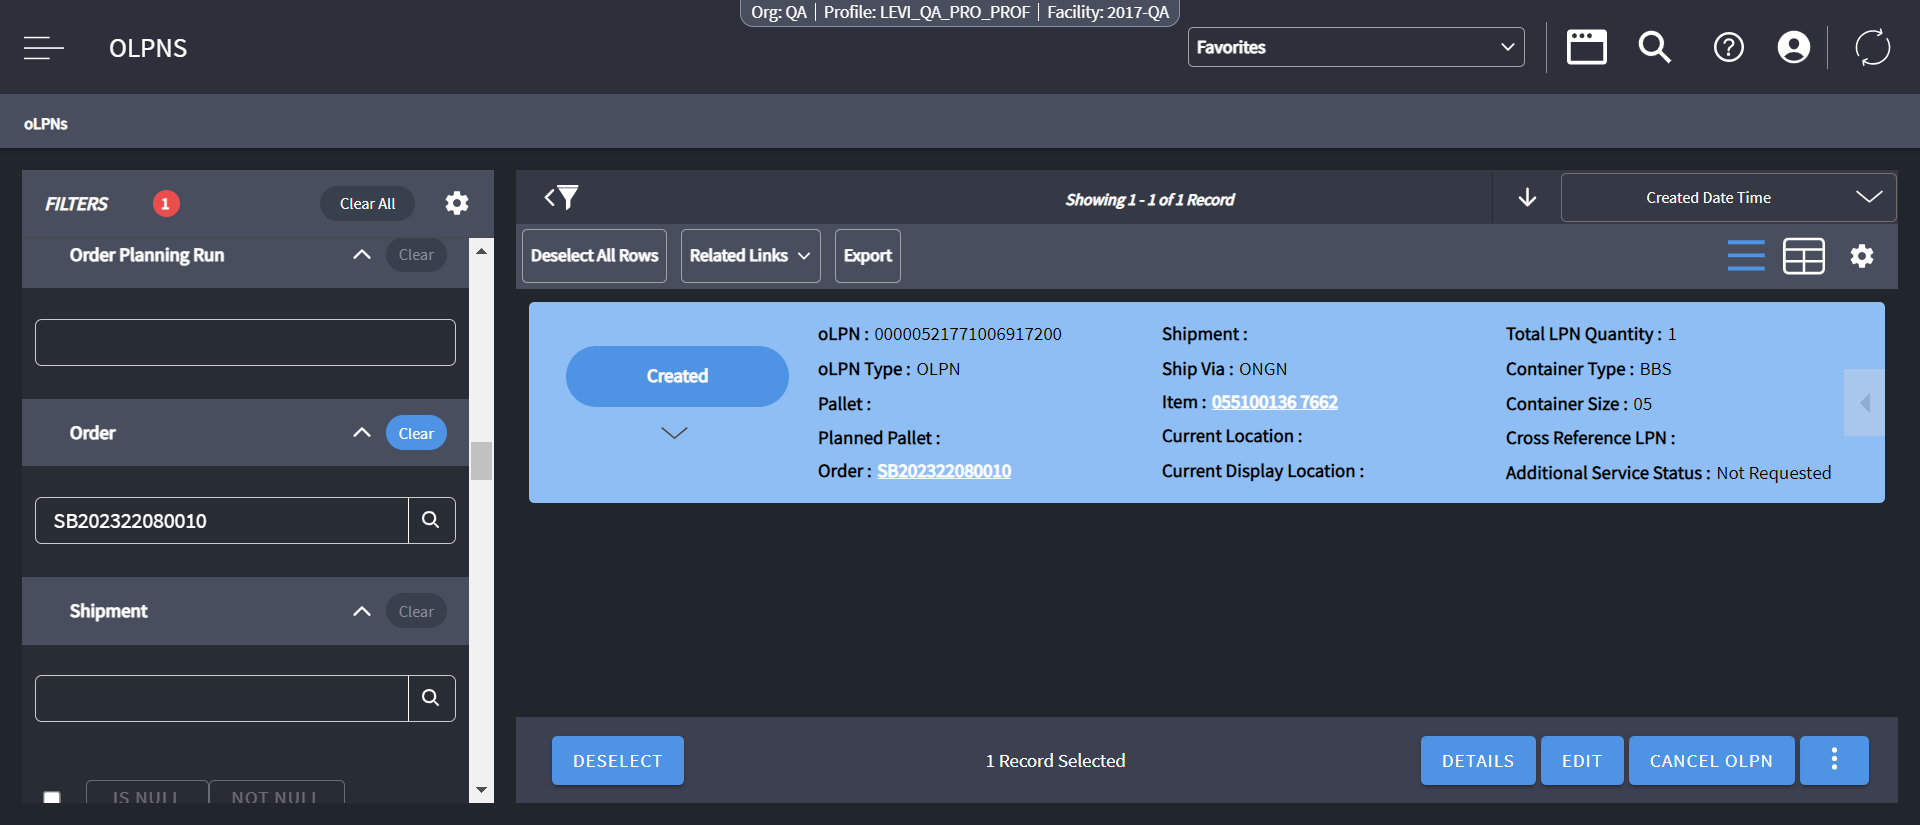 Org: QA | Profile: LEVI_QA_PRO_PROF | Facility: 2017-QA
OLPNS
Favorites
oLPNs
FILTERS
1
Clear All
Order Planning Run
Clear
Order
Clear
SB202322080010
Shipment
Clear
IS NULL
NOT NULL
Showing 1 - 1 of 1 Record
Created Date Time
Deselect All Rows
Related Links
Export
Created
oLPN : 00000521771006917200
oLPN Type : OLPN
Pallet :
Planned Pallet :
Order : SB202322080010
Shipment :
Ship Via : ONGN
Item : 055100136 7662
Current Location :
Current Display Location :
Total LPN Quantity : 1
Container Type : BBS
Container Size : 05
Cross Reference LPN :
Additional Service Status : Not Requested
DESELECT
1 Record Selected
DETAILS
EDIT
CANCEL OLPN